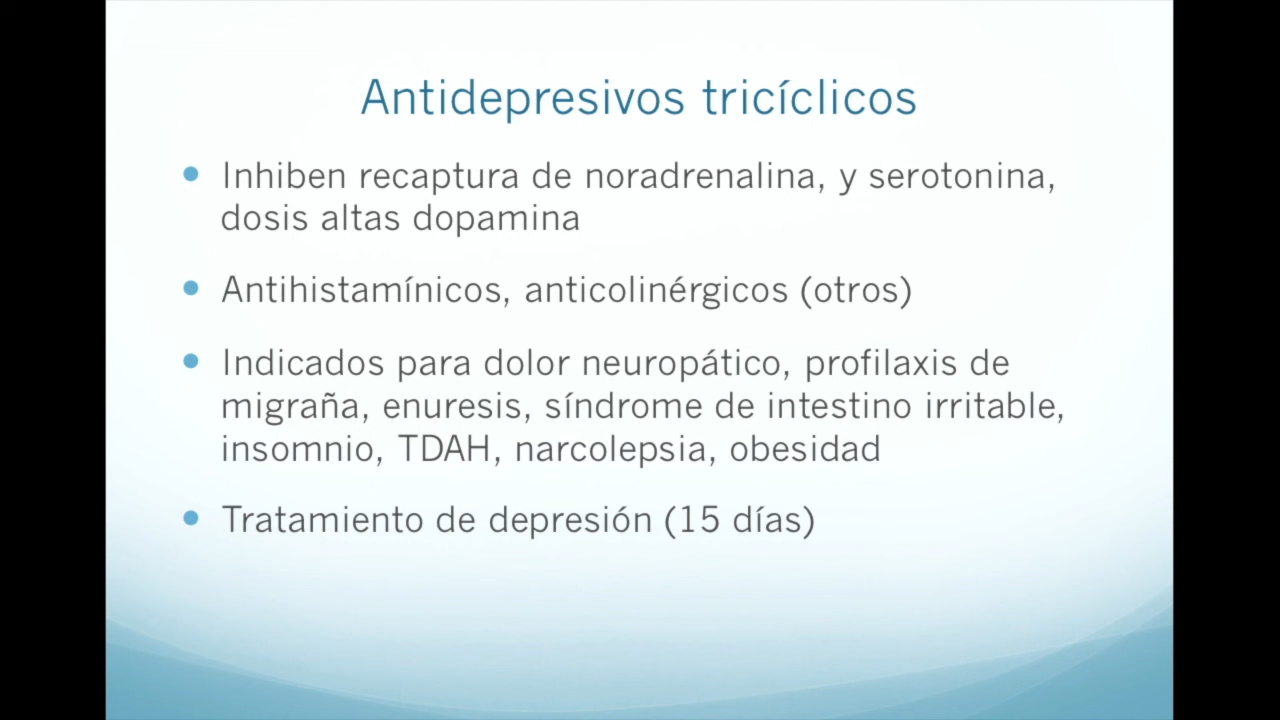 Antidepresivos tricíclicos
• Inhiben recaptura de noradrenalina, y serotonina,
dosis altas dopamina
• Antihistamínicos, anticolinérgicos (otros)
• Indicados para dolor neuropático, profilaxis de
migraña, enuresis, síndrome de intestino irritable,
insomnio, TDAH, narcolepsia, obesidad
• Tratamiento de depresión (15 días)